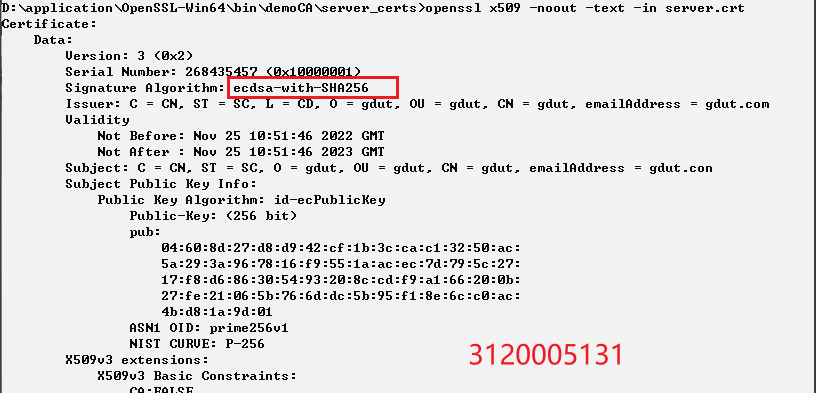 D:\application\OpenSSL-Win64\bin\demoCA\server_certs>openssl x509 -noout -text -in server.crt
Certificate:
Data:
Version: 3 (0x2)
Serial Number: 268435457 (0x10000001)
Signature Algorithm: ecdsa-with-SHA256
Issuer: C = CN, ST = SC, L = CD, O = gdut, OU = gdut, CN = gdut, emailAddress = gdut.com
Validity
Not Before: Nov 25 10:51:46 2022 GMT
Not After : Nov 25 10:51:46 2023 GMT
Subject: C = CN, ST = SC, O = gdut, OU = gdut, CN = gdut, emailAddress = gdut.con
Subject Public Key Info:
Public Key Algorithm: id-ecPublicKey
Public-Key: (256 bit)
pub:
04:60:8d:27:d8:d9:42:cf:1b:3c:ca:c1:32:50:ac:
5a:29:3a:96:78:16:f9:55:1a:ac:ec:7d:79:5c:27:
17:f8:d6:86:30:54:93:20:8c:cd:f9:a1:66:20:0b:
27:fe:21:06:5b:76:6d:dc:5b:95:f1:8e:6c:c0:ac:
4b:d8:1a:9d:01
ASN1 OID: prime256v1
NIST CURVE: P-256
X509v3 extensions:
X509v3 Basic Constraints:
CA:FALSE
3120005131